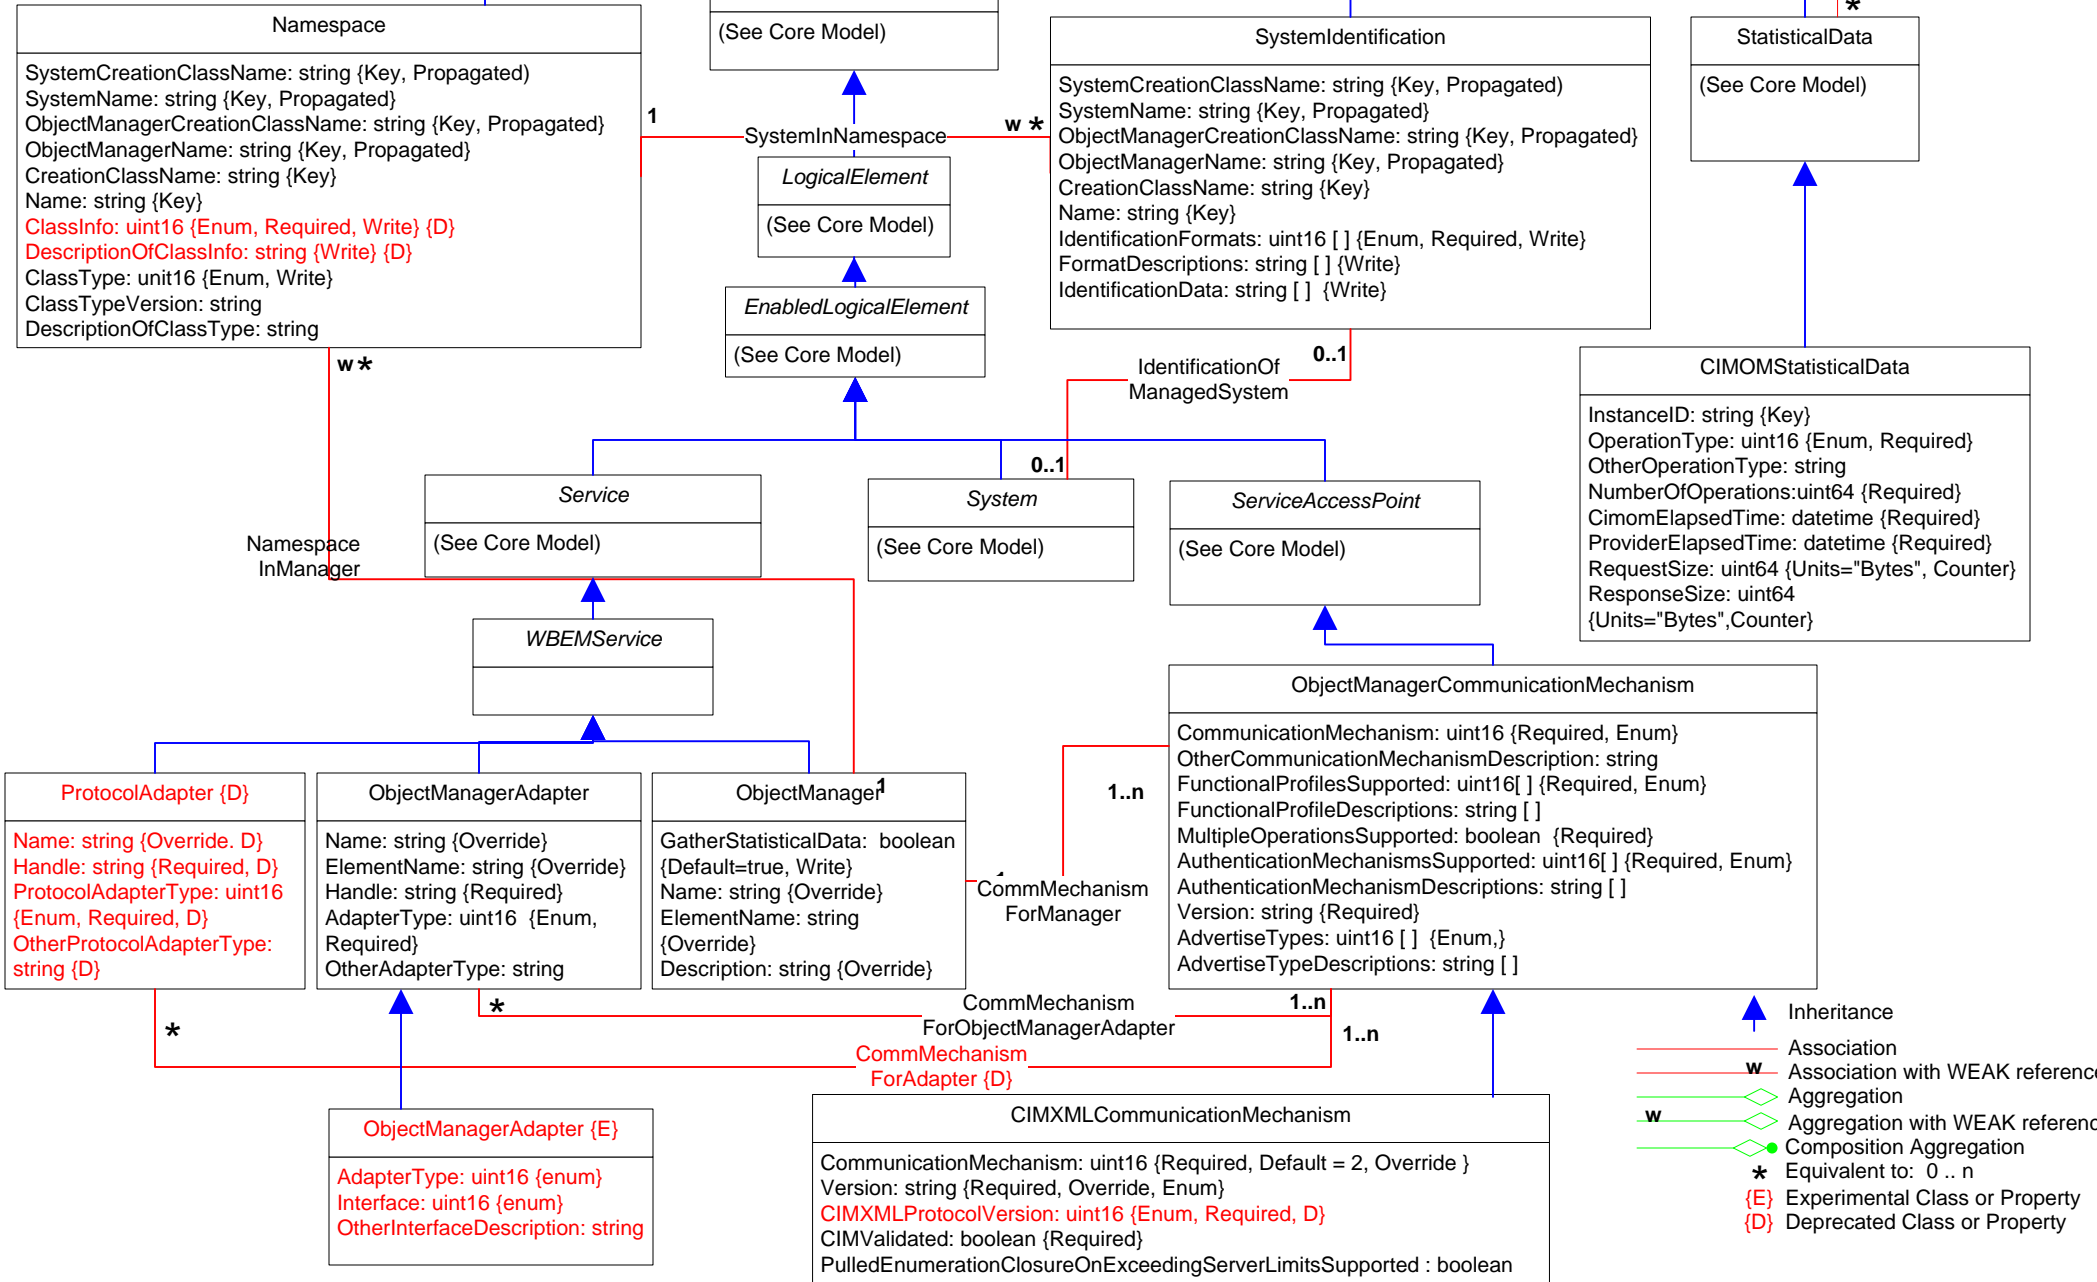 Namespace
SystemCreationClassName: string {Key, Propagated)
SystemName: string {Key, Propagated}
ObjectManagerCreationClassName: string {Key, Propagated}
ObjectManagerName: string {Key, Propagated}
CreationClassName: string {Key}
Name: string {Key}
ClassInfo: uint16 {Enum, Required, Write} {D}
DescriptionOfClassInfo: string {Write} {D}
ClassType: unit16 {Enum, Write}
ClassTypeVersion: string
DescriptionOfClassType: string
(See Core Model)
1
SystemInNamespace
w *
SystemIdentification
SystemCreationClassName: string {Key, Propagated)
SystemName: string {Key, Propagated}
ObjectManagerCreationClassName: string {Key, Propagated}
ObjectManagerName: string {Key, Propagated}
CreationClassName: string {Key}
Name: string {Key}
IdentificationFormats: uint16 [ ] {Enum, Required, Write}
FormatDescriptions: string [ ] {Write}
IdentificationData: string [ ] {Write}
*
StatisticalData
(See Core Model)
LogicalElement
(See Core Model)
EnabledLogicalElement
(See Core Model)
w *
IdentificationOf
ManagedSystem
0..1
0..1
CIMOMStatisticalData
InstanceID: string {Key}
OperationType: uint16 {Enum, Required}
OtherOperationType: string
NumberOfOperations:uint64 {Required}
CimomElapsedTime: datetime {Required}
ProviderElapsedTime: datetime {Required}
RequestSize: uint64 {Units="Bytes", Counter}
ResponseSize: uint64
{Units="Bytes",Counter}
Service
(See Core Model)
System
(See Core Model)
ServiceAccessPoint
(See Core Model)
Namespace
InManager
WBEMService
ProtocolAdapter {D}
Name: string {Override. D}
Handle: string {Required, D}
ProtocolAdapterType: uint16
{Enum, Required, D}
OtherProtocolAdapterType:
string {D}
ObjectManagerAdapter
Name: string {Override}
ElementName: string {Override}
Handle: string {Required}
AdapterType: uint16 {Enum,
Required}
OtherAdapterType: string
ObjectManager
1
GatherStatisticalData: boolean
{Default=true, Write}
Name: string {Override}
ElementName: string
{Override}
Description: string {Override}
1..n
CommMechanism
ForManager
ObjectManagerCommunicationMechanism
CommunicationMechanism: uint16 {Required, Enum}
OtherCommunicationMechanismDescription: string
FunctionalProfilesSupported: uint16[ ] {Required, Enum}
FunctionalProfileDescriptions: string [ ]
MultipleOperationsSupported: boolean {Required}
AuthenticationMechanismsSupported: uint16[ ] {Required, Enum}
AuthenticationMechanismDescriptions: string [ ]
Version: string {Required}
AdvertiseTypes: uint16 [ ] {Enum,}
AdvertiseTypeDescriptions: string [ ]
*
*
CommMechanism
ForObjectManagerAdapter
1..n
1..n
CommMechanism
ForAdapter {D}
ObjectManagerAdapter {E}
AdapterType: uint16 {enum}
Interface: uint16 {enum}
OtherInterfaceDescription: string
CIMXMLCommunicationMechanism
CommunicationMechanism: uint16 {Required, Default = 2, Override }
Version: string {Required, Override, Enum}
CIMXMLProtocolVersion: uint16 {Enum, Required, D}
CIMValidated: boolean {Required}
PulledEnumerationClosureOnExceedingServerLimitsSupported : boolean
Inheritance
Association
w Association with WEAK reference
Aggregation
w Aggregation with WEAK referenc
Composition Aggregation
* Equivalent to: 0 .. n
{E} Experimental Class or Property
{D} Deprecated Class or Property